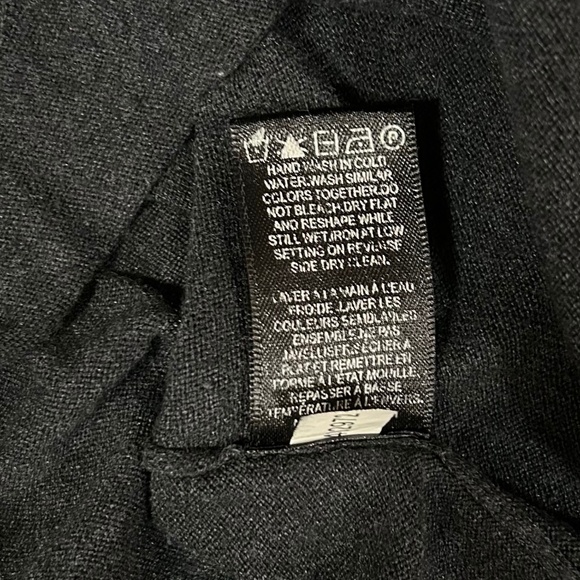 HAND WASH IN COLD
WATER.WASH SIMILAR
COLORS TOGETHER.DO
NOT BLEACH.DRY FLAT
AND RESHAPE WHILE
STILL WET.IRON AT LOW
SETTING ON REVERSE
SIDE DRY CLEAN.
LAVER A LA MAIN À L'EAU
FROIDE.LAVER LES
COULEURS SEMBLABLES
ENSEMBLE.NE PAS
JAVELLISER.SÉCHER À
PLAT ET REMETTRE EN
FORME À L'ÉTAT MOUILLÉ.
REPASSER À BASSE
TEMPÉRATURE À L'ENVERS.